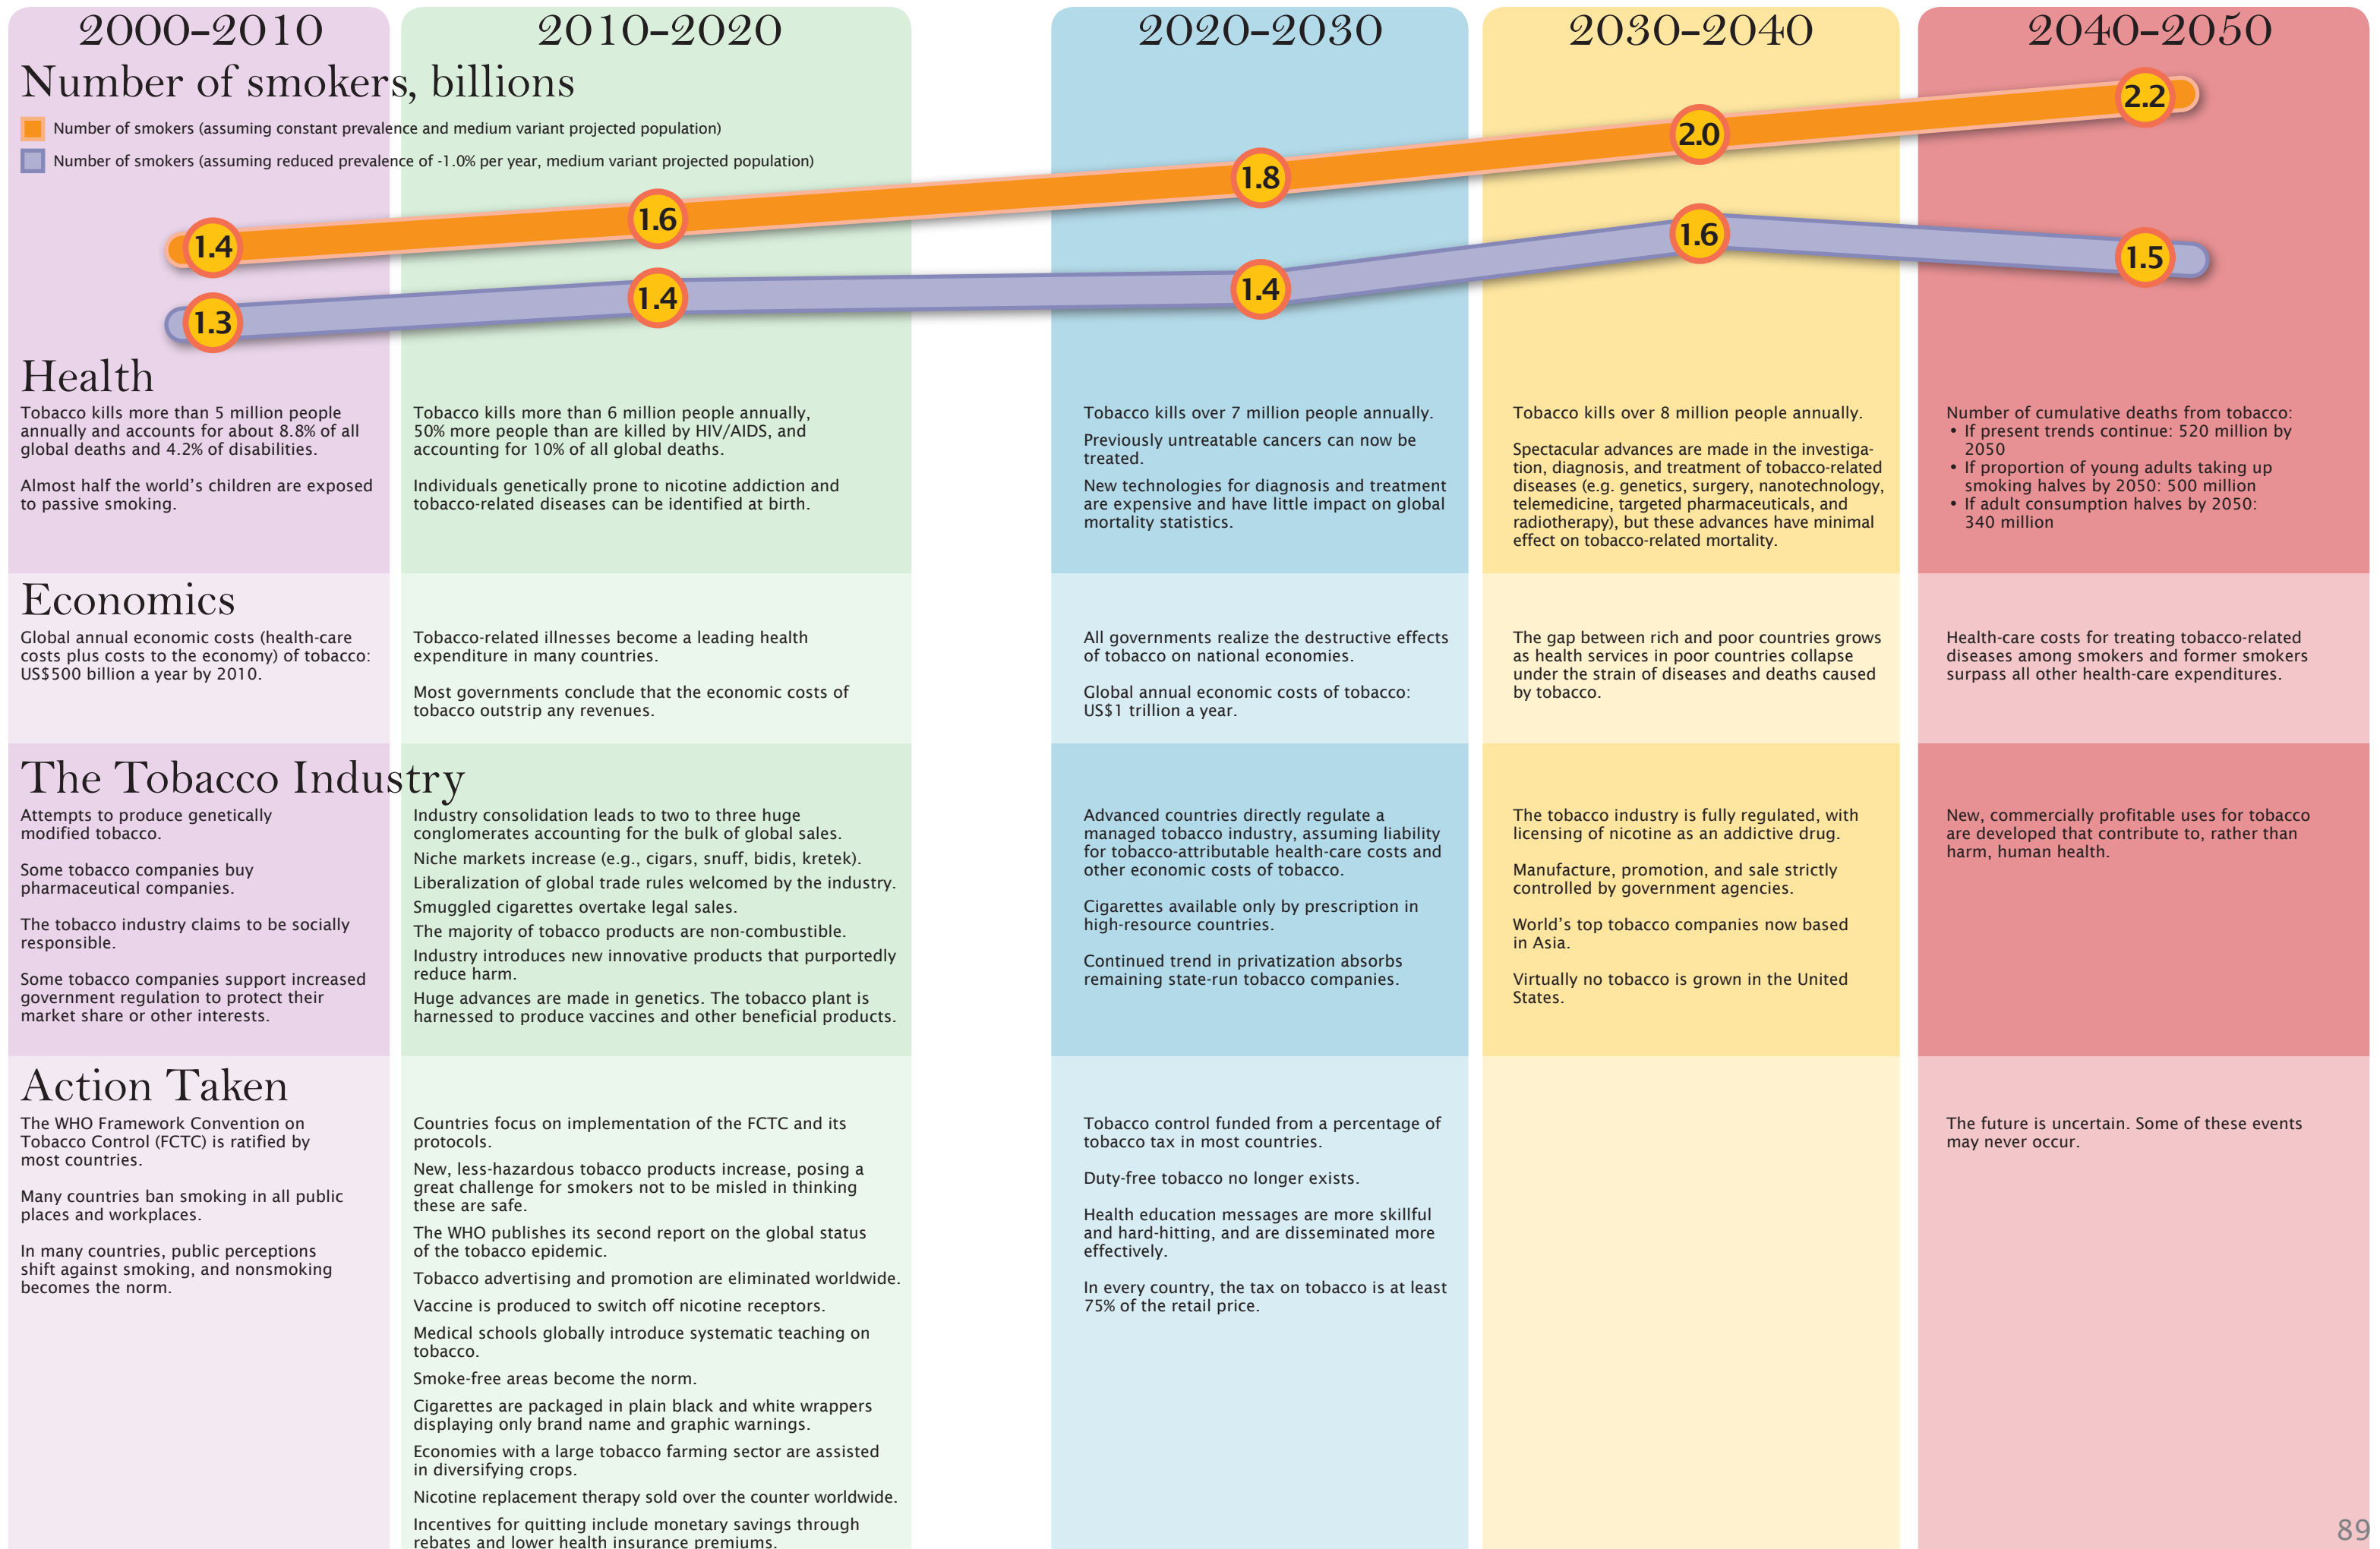 2000–2010
2010–2020
2020–2030
2030–2040
2040–2050
Number of smokers, billions
Number of smokers (assuming constant prevalence and medium variant projected population)
Number of smokers (assuming reduced prevalence of -1.0% per year, medium variant projected population)
1.4
1.6
1.8
2.0
2.2
1.3
1.4
1.4
1.6
1.5
Health
Tobacco kills more than 5 million people
annually and accounts for about 8.8% of all
global deaths and 4.2% of disabilities.
Almost half the world’s children are exposed
to passive smoking.
Tobacco kills more than 6 million people annually,
50% more people than are killed by HIV/AIDS, and
accounting for 10% of all global deaths.
Individuals genetically prone to nicotine addiction and
tobacco-related diseases can be identified at birth.
Tobacco kills over 7 million people annually.
Previously untreatable cancers can now be
treated.
New technologies for diagnosis and treatment
are expensive and have little impact on global
mortality statistics.
Tobacco kills over 8 million people annually.
Spectacular advances are made in the investiga-
tion, diagnosis, and treatment of tobacco-related
diseases (e.g. genetics, surgery, nanotechnology,
telemedicine, targeted pharmaceuticals, and
radiotherapy), but these advances have minimal
effect on tobacco-related mortality.
Number of cumulative deaths from tobacco:
• If present trends continue: 520 million by
2050
• If proportion of young adults taking up
smoking halves by 2050: 500 million
• If adult consumption halves by 2050:
340 million
Economics
Global annual economic costs (health-care
costs plus costs to the economy) of tobacco:
US$500 billion a year by 2010.
Tobacco-related illnesses become a leading health
expenditure in many countries.
Most governments conclude that the economic costs of
tobacco outstrip any revenues.
All governments realize the destructive effects
of tobacco on national economies.
Global annual economic costs of tobacco:
US$1 trillion a year.
The gap between rich and poor countries grows
as health services in poor countries collapse
under the strain of diseases and deaths caused
by tobacco.
Health-care costs for treating tobacco-related
diseases among smokers and former smokers
surpass all other health-care expenditures.
The Tobacco Industry
Attempts to produce genetically
modified tobacco.
Some tobacco companies buy
pharmaceutical companies.
The tobacco industry claims to be socially
responsible.
Some tobacco companies support increased
government regulation to protect their
market share or other interests.
Industry consolidation leads to two to three huge
conglomerates accounting for the bulk of global sales.
Niche markets increase (e.g., cigars, snuff, bidis, kretek).
Liberalization of global trade rules welcomed by the industry.
Smuggled cigarettes overtake legal sales.
The majority of tobacco products are non-combustible.
Industry introduces new innovative products that purportedly
reduce harm.
Huge advances are made in genetics. The tobacco plant is
harnessed to produce vaccines and other beneficial products.
Advanced countries directly regulate a
managed tobacco industry, assuming liability
for tobacco-attributable health-care costs and
other economic costs of tobacco.
Cigarettes available only by prescription in
high-resource countries.
Continued trend in privatization absorbs
remaining state-run tobacco companies.
The tobacco industry is fully regulated, with
licensing of nicotine as an addictive drug.
Manufacture, promotion, and sale strictly
controlled by government agencies.
World’s top tobacco companies now based
in Asia.
Virtually no tobacco is grown in the United
States.
New, commercially profitable uses for tobacco
are developed that contribute to, rather than
harm, human health.
Action Taken
The WHO Framework Convention on
Tobacco Control (FCTC) is ratified by
most countries.
Many countries ban smoking in all public
places and workplaces.
In many countries, public perceptions
shift against smoking, and nonsmoking
becomes the norm.
Countries focus on implementation of the FCTC and its
protocols.
New, less-hazardous tobacco products increase, posing a
great challenge for smokers not to be misled in thinking
these are safe.
The WHO publishes its second report on the global status
of the tobacco epidemic.
Tobacco advertising and promotion are eliminated worldwide.
Vaccine is produced to switch off nicotine receptors.
Medical schools globally introduce systematic teaching on
tobacco.
Smoke-free areas become the norm.
Cigarettes are packaged in plain black and white wrappers
displaying only brand name and graphic warnings.
Economies with a large tobacco farming sector are assisted
in diversifying crops.
Nicotine replacement therapy sold over the counter worldwide.
Incentives for quitting include monetary savings through
rebates and lower health insurance premiums.
Tobacco control funded from a percentage of
tobacco tax in most countries.
Duty-free tobacco no longer exists.
Health education messages are more skillful
and hard-hitting, and are disseminated more
effectively.
In every country, the tax on tobacco is at least
75% of the retail price.
The future is uncertain. Some of these events
may never occur.
89